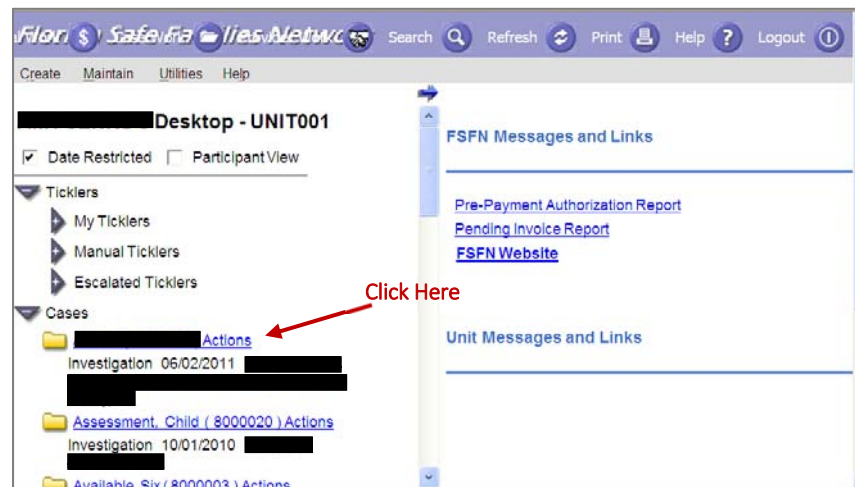 Search Refresh Print Help Logout
Create Maintain Utilities Help
Desktop - UNIT001
FSFN Messages and Links
Date Restricted Participant View
Ticklers
My Ticklers
Pre-Payment Authorization Report
Pending Invoice Report
Manual Ticklers
FSFN Website
Escalated Ticklers
Click Here
Cases
Actions
Unit Messages and Links
Investigation 06/02/2011
Assessment, Child ( 8000020 ) Actions
Investigation 10/01/2010
Available, Six ( 8000003 ) Actions